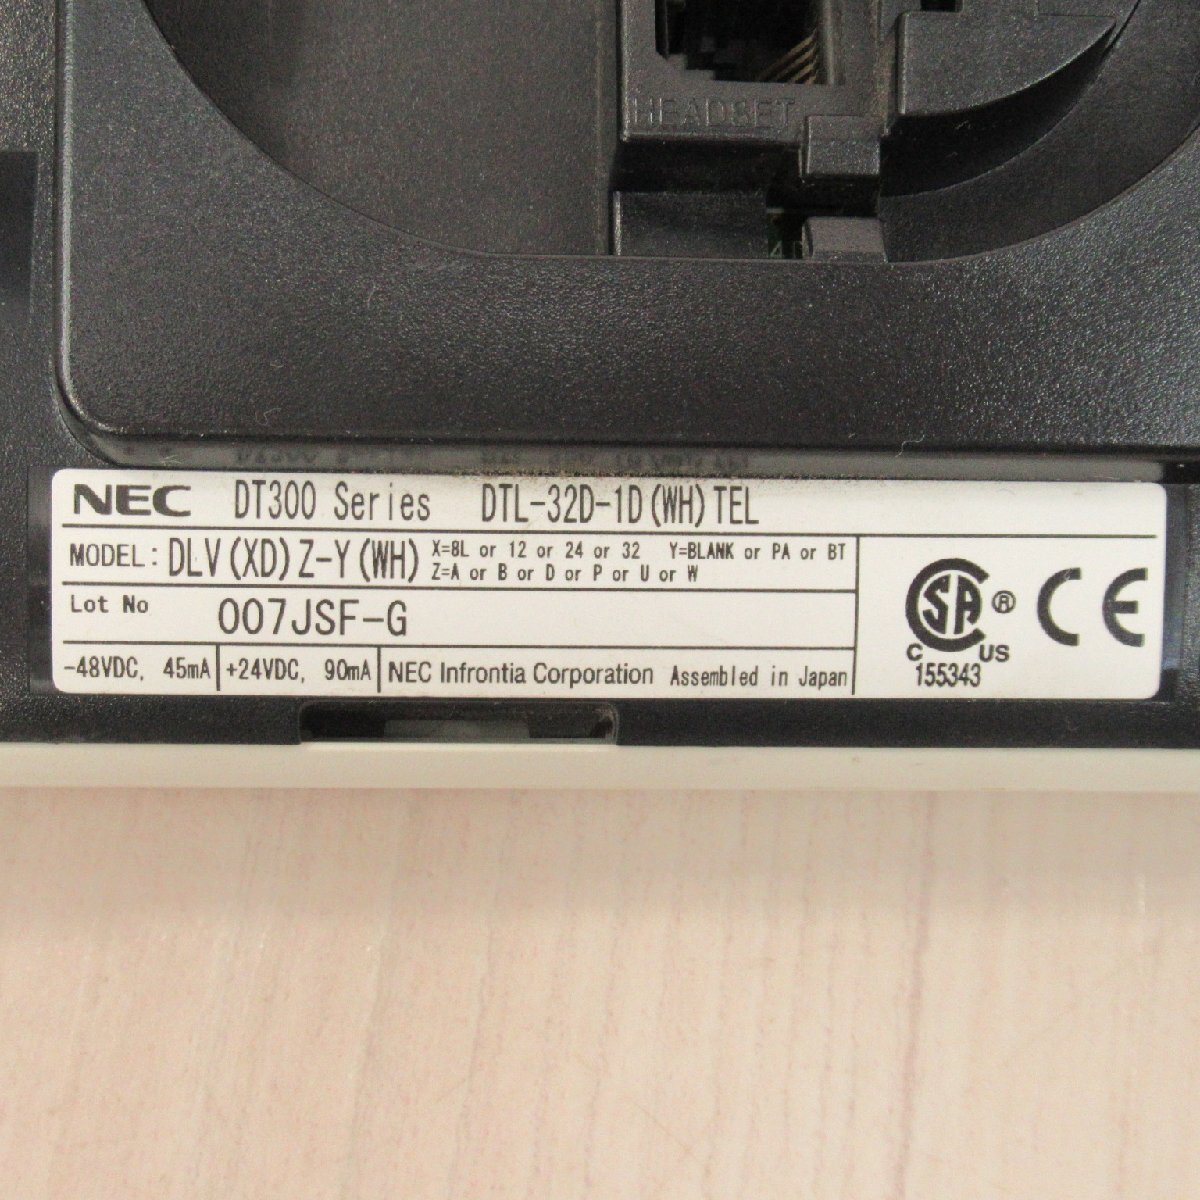 HEADSET
NEC DT300 Series DTL-32D-1D(WH)TEL
MODEL: DLV(XD)Z-Y(WH) X=8L or 12 or 24 or 32 Y=BLANK or PA or BT
Z=A or B or D or P or U or W
Lot No 007JSF-G
-48VDC, 45mA +24VDC, 90mA NEC Infrontia Corporation Assembled in Japan
SA ® CE
C US
155343